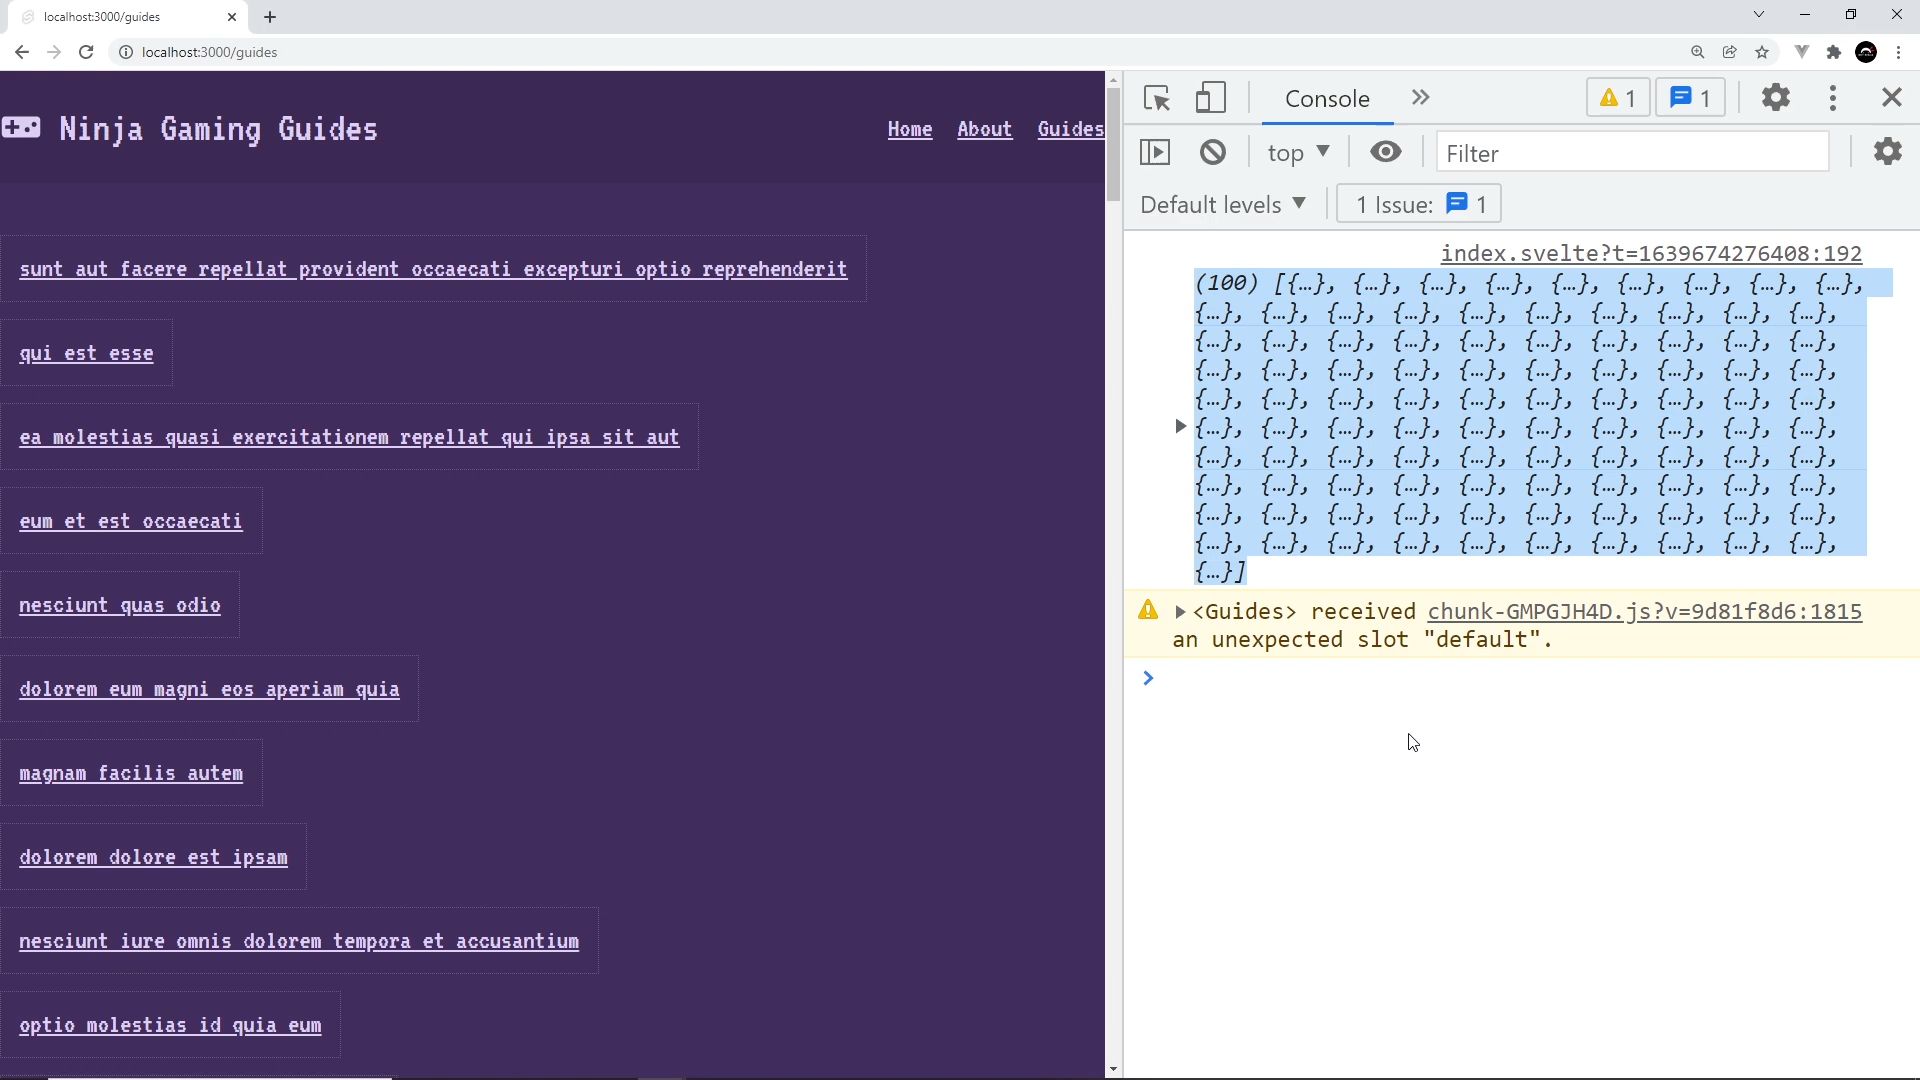 localhost:3000/guides
localhost:3000/guides
Ninja Gaming Guides
Home About Guides
sunt aut facere repellat provident occaecati excepturi optio reprehenderit
qui est esse
ea molestias quasi exercitationem repellat qui ipsa sit aut
eum et est occaecati
nesciunt quas odio
dolorem eum magni eos aperiam quia
magnam facilis autem
dolorem dolore est ipsam
nesciunt iure omnis dolorem tempora et accusantium
optio molestias id quia eum
Console 1 1
top Filter
Default levels 1 Issue: 1
index.svelte?t=1639674276408:192
(100) [{…}, {…}, {…}, {…}, {…}, {…}, {…}, {…}, {…},
{…}, {…}, {…}, {…}, {…}, {…}, {…}, {…}, {…}, {…},
{…}, {…}, {…}, {…}, {…}, {…}, {…}, {…}, {…}, {…},
{…}, {…}, {…}, {…}, {…}, {…}, {…}, {…}, {…}, {…},
{…}, {…}, {…}, {…}, {…}, {…}, {…}, {…}, {…}, {…},
{…}, {…}, {…}, {…}, {…}, {…}, {…}, {…}, {…}, {…},
{…}, {…}, {…}, {…}, {…}, {…}, {…}, {…}, {…}, {…},
{…}, {…}, {…}, {…}, {…}, {…}, {…}, {…}, {…}, {…},
{…}, {…}, {…}, {…}, {…}, {…}, {…}, {…}, {…}, {…},
{…}, {…}, {…}, {…}, {…}, {…}, {…}, {…}, {…}, {…},
{…}]
<Guides> received chunk-GMPGJH4D.js?v=9d81f8d6:1815
an unexpected slot "default".